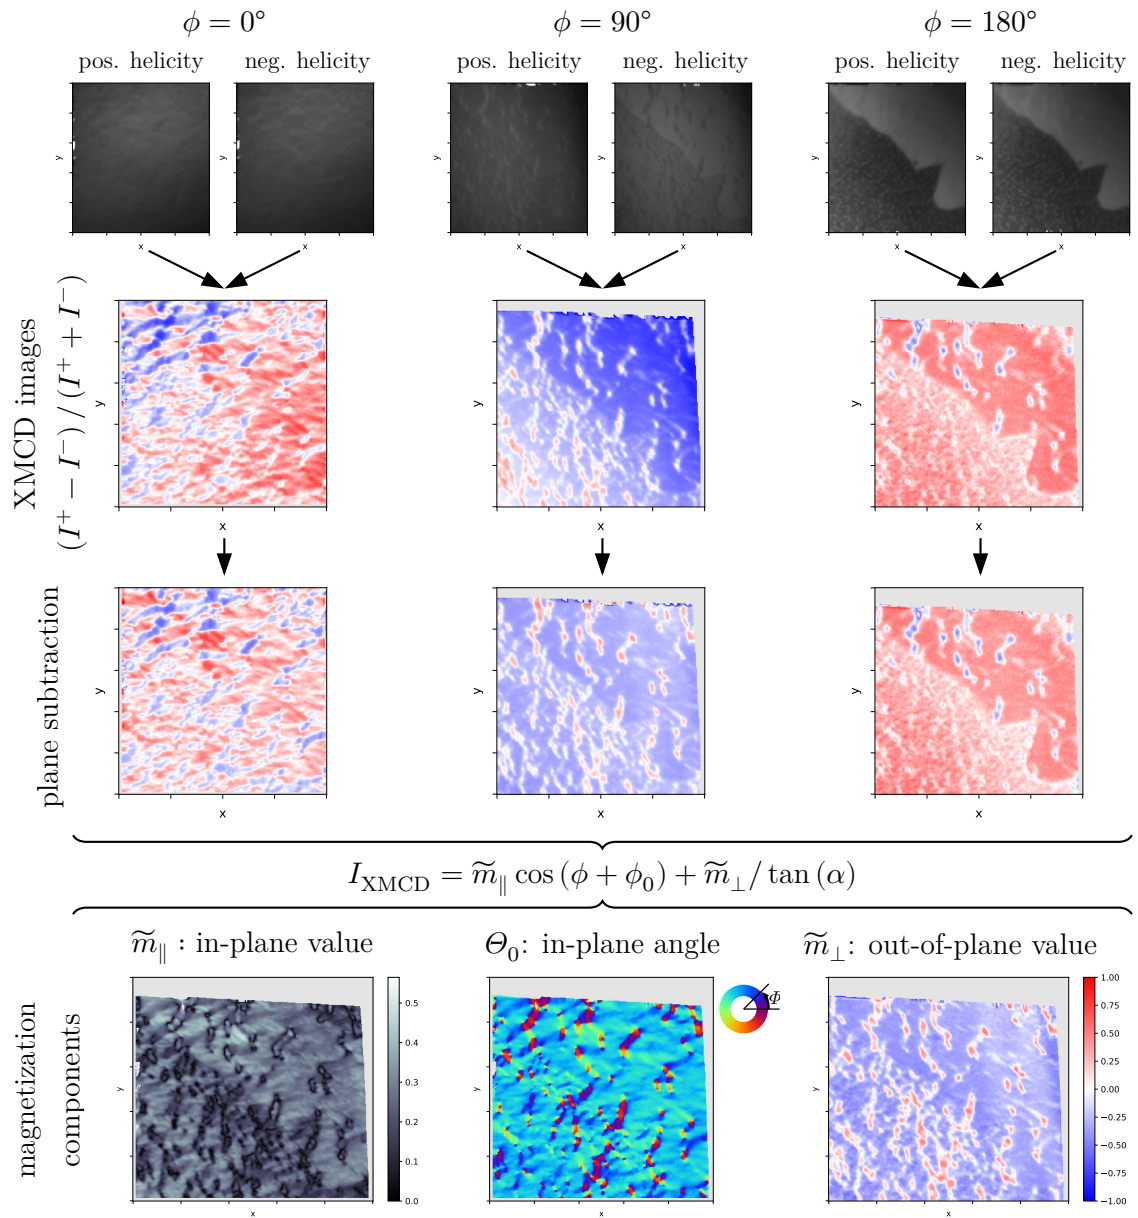 ϕ = 0° ϕ = 90° ϕ = 180°
pos. helicity neg. helicity pos. helicity neg. helicity pos. helicity neg. helicity
y y y
x x x
XMCD images
(I⁺ − I⁻) / (I⁺ + I⁻)
y y y
x x x
plane subtraction
y y y
x x x
I_XMCD = m̃_∥ cos (ϕ + ϕ₀) + m̃_⊥ / tan (α)
m̃_∥ : in-plane value Θ₀: in-plane angle m̃_⊥: out-of-plane value
magnetization
components
y y y
x x x
0.5
0.4
0.3
0.2
0.1
0.0
Φ
1.00
0.75
0.50
0.25
0.00
−0.25
−0.50
−0.75
−1.00